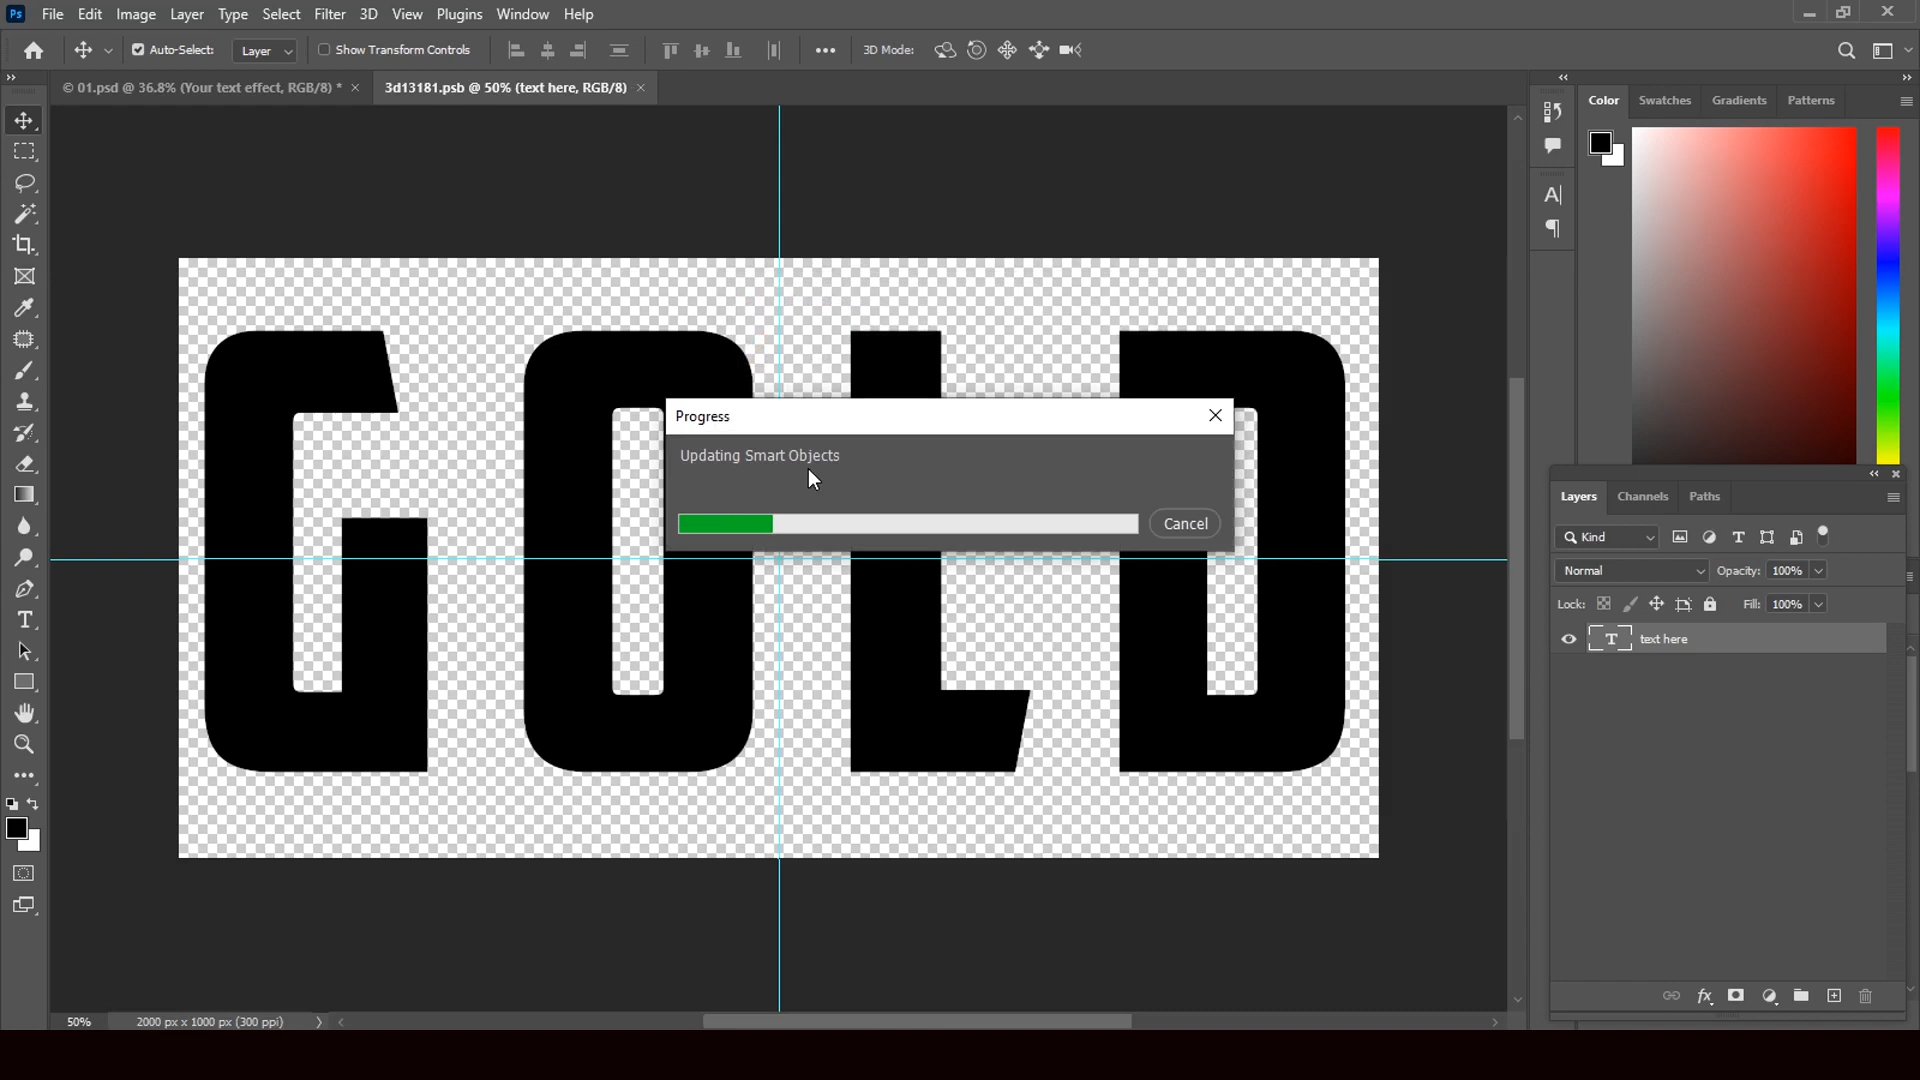 Ps File Edit Image Layer Type Select Filter 3D View Plugins Window Help
Auto-Select: Layer Show Transform Controls 3D Mode:
© 01.psd @ 36.8% (Your text effect, RGB/8) * 3d13181.psb @ 50% (text here, RGB/8)
Color Swatches Gradients Patterns
GOLD
Progress
Updating Smart Objects
Cancel
Layers Channels Paths
Kind
Normal Opacity: 100%
Lock: Fill: 100%
text here
50% 2000 px x 1000 px (300 ppi)